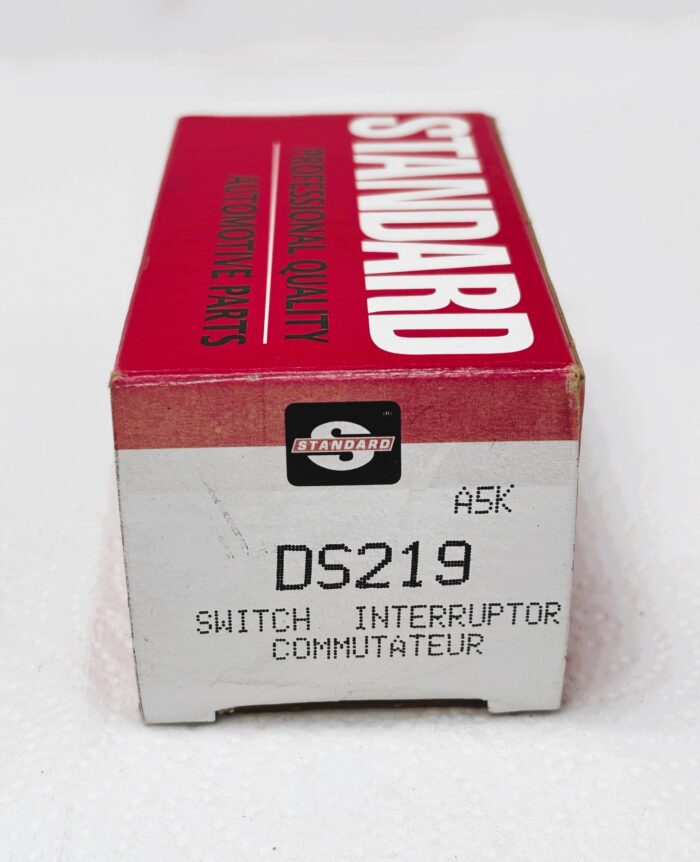 STANDARD
PROFESSIONAL QUALITY
AUTOMOTIVE PARTS
S
STANDARD
A5K
DS219
SWITCH INTERRUPTOR
COMMUTATEUR